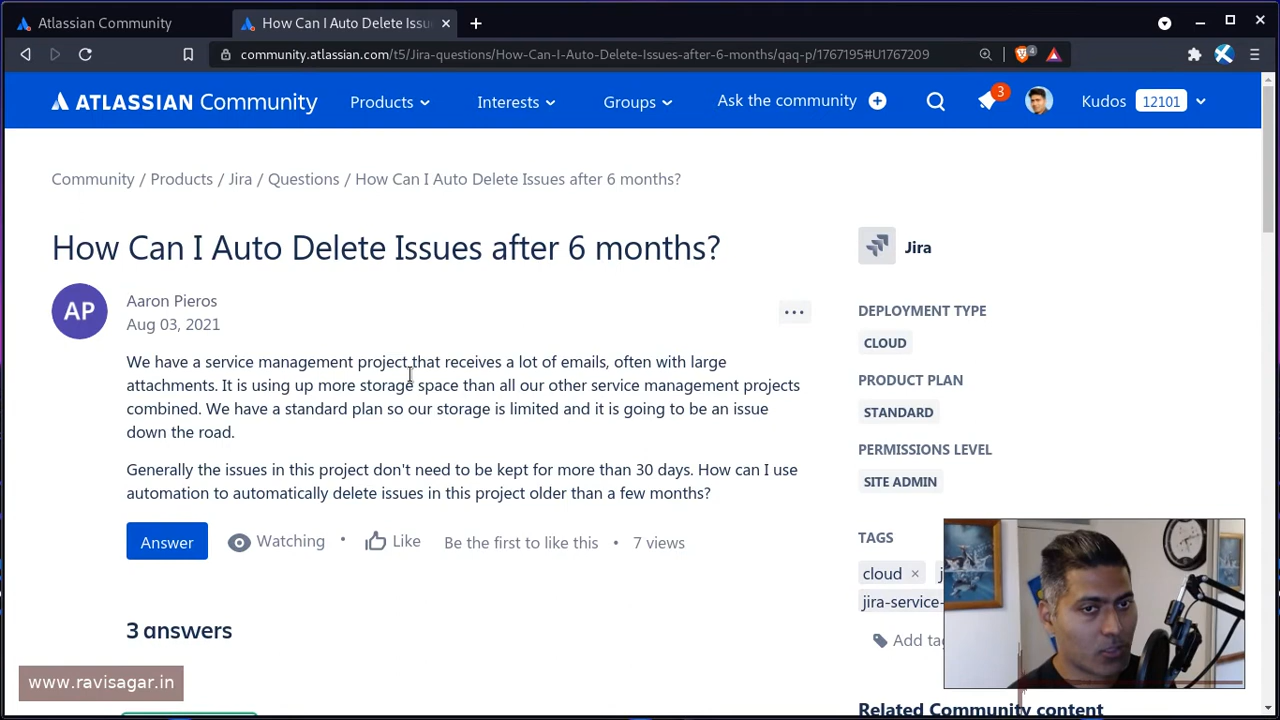 Atlassian Community
How Can I Auto Delete Issu
community.atlassian.com/t5/Jira-questions/How-Can-I-Auto-Delete-Issues-after-6-months/qaq-p/1767195#U1767209
4
ATLASSIAN Community
Products
Interests
Groups
Ask the community
3
Kudos
12101
Community / Products / Jira / Questions / How Can I Auto Delete Issues after 6 months?
How Can I Auto Delete Issues after 6 months?
Jira
AP
Aaron Pieros
Aug 03, 2021
...
We have a service management project that receives a lot of emails, often with large
attachments. It is using up more storage space than all our other service management projects
combined. We have a standard plan so our storage is limited and it is going to be an issue
down the road.
Generally the issues in this project don't need to be kept for more than 30 days. How can I use
automation to automatically delete issues in this project older than a few months?
Answer
Watching
•
Like
Be the first to like this
•
7 views
3 answers
DEPLOYMENT TYPE
CLOUD
PRODUCT PLAN
STANDARD
PERMISSIONS LEVEL
SITE ADMIN
TAGS
cloud ×
j
jira-service-
Add tag
Related Community content
www.ravisagar.in